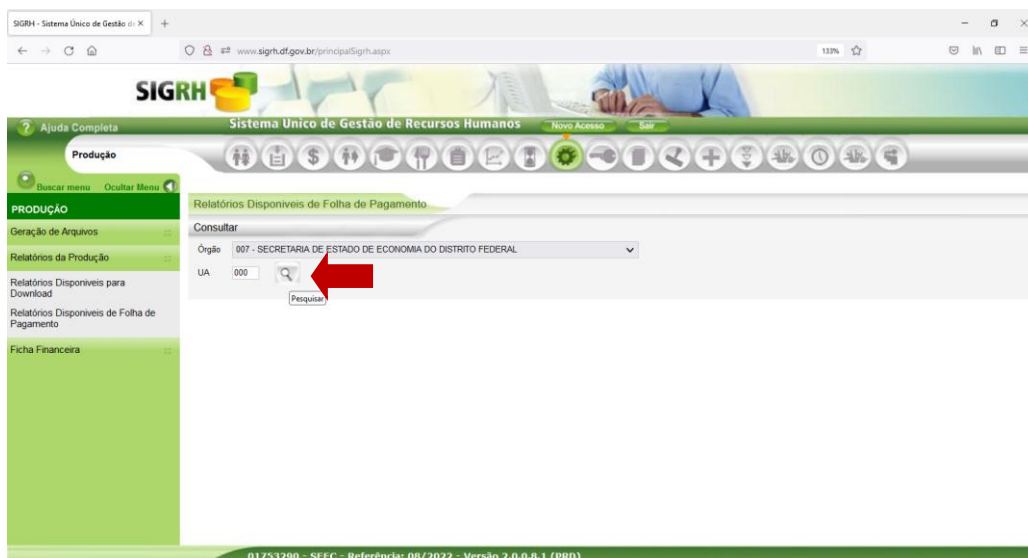 SIGRH - Sistema Único de Gestão d
www.sigrh.df.gov.br/principalSigrh.aspx
133%
SIGRH
Ajuda Completa
Sistema Único de Gestão de Recursos Humanos
Novo Acesso
Sair
Produção
Buscar menu
Ocultar Menu
PRODUÇÃO
Geração de Arquivos
Relatórios da Produção
Relatórios Disponiveis para
Download
Relatórios Disponiveis de Folha de
Pagamento
Ficha Financeira
Relatórios Disponiveis de Folha de Pagamento
Consultar
Órgão
007 - SECRETARIA DE ESTADO DE ECONOMIA DO DISTRITO FEDERAL
UA
000
Pesquisar
01753290 - SEEC - Referência: 08/2022 - Versão 2.0.0.8.1 (PRD)